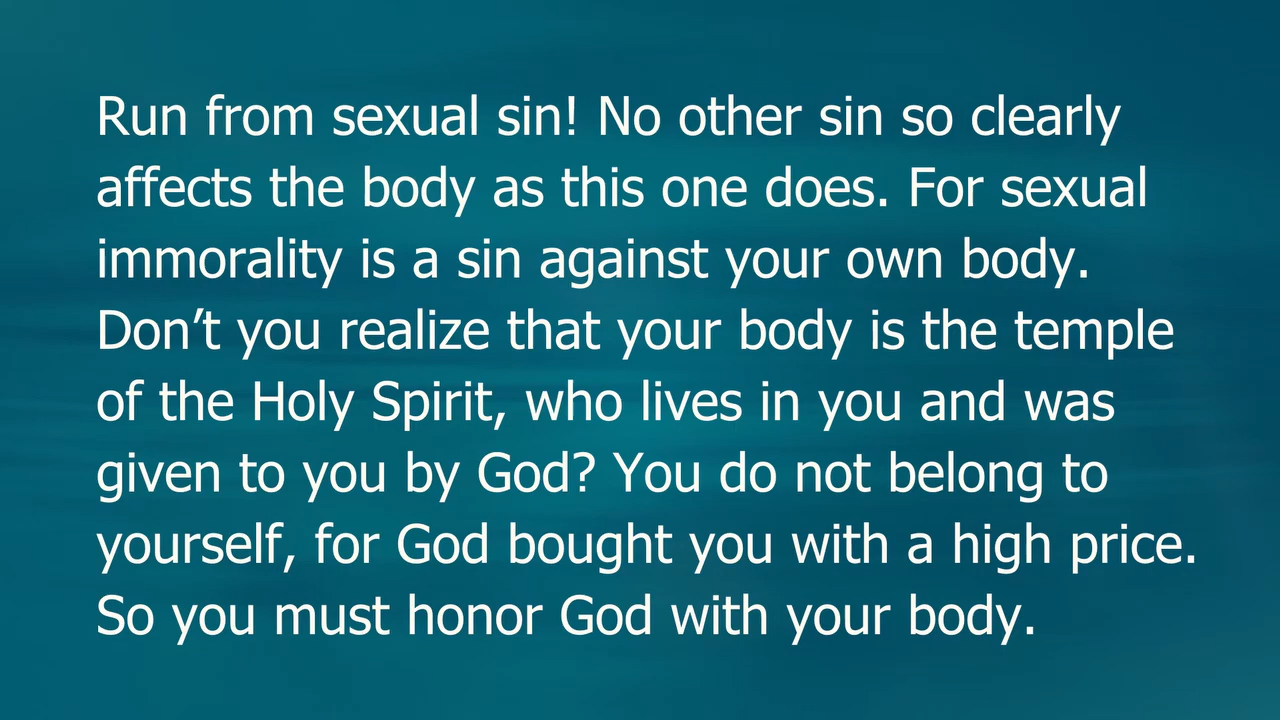 Run from sexual sin! No other sin so clearly
affects the body as this one does. For sexual
immorality is a sin against your own body.
Don’t you realize that your body is the temple
of the Holy Spirit, who lives in you and was
given to you by God? You do not belong to
yourself, for God bought you with a high price.
So you must honor God with your body.